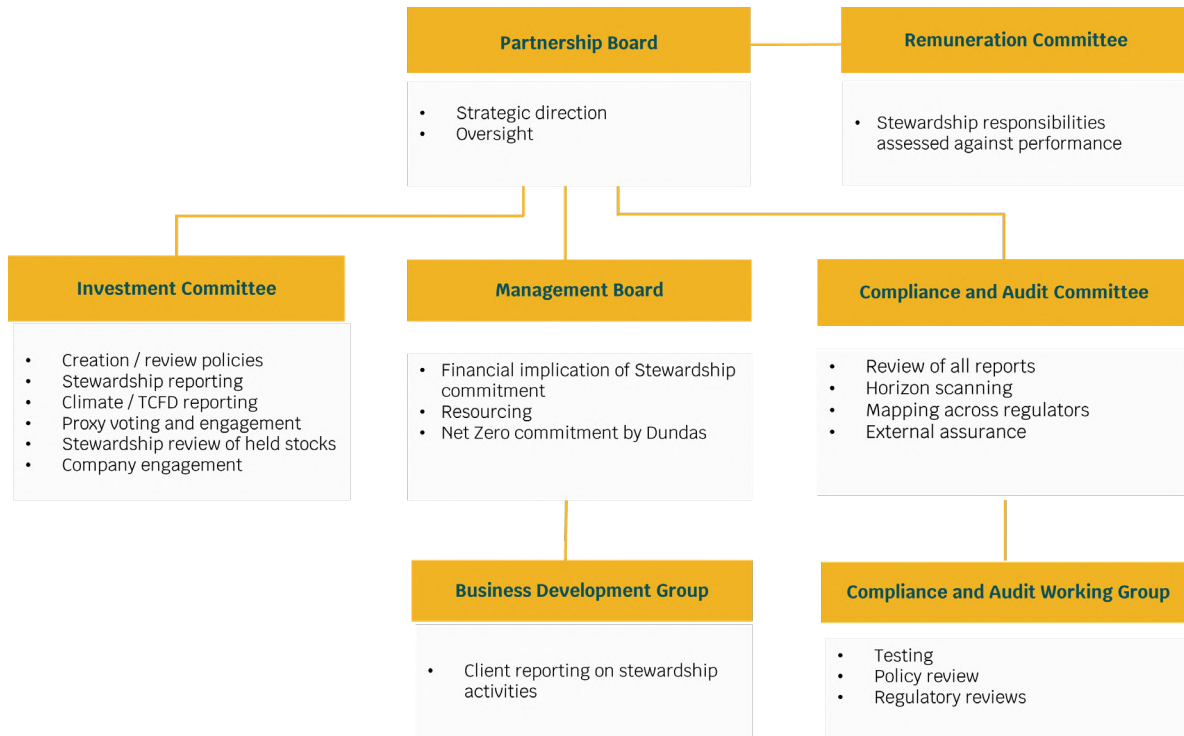 Partnership Board
Remuneration Committee
• Strategic direction
• Oversight
• Stewardship responsibilities
assessed against performance
Investment Committee
Management Board
Compliance and Audit Committee
• Creation / review policies
• Stewardship reporting
• Climate / TCFD reporting
• Proxy voting and engagement
• Stewardship review of held stocks
• Company engagement
• Financial implication of Stewardship
commitment
• Resourcing
• Net Zero commitment by Dundas
• Review of all reports
• Horizon scanning
• Mapping across regulators
• External assurance
Business Development Group
Compliance and Audit Working Group
• Client reporting on stewardship
activities
• Testing
• Policy review
• Regulatory reviews